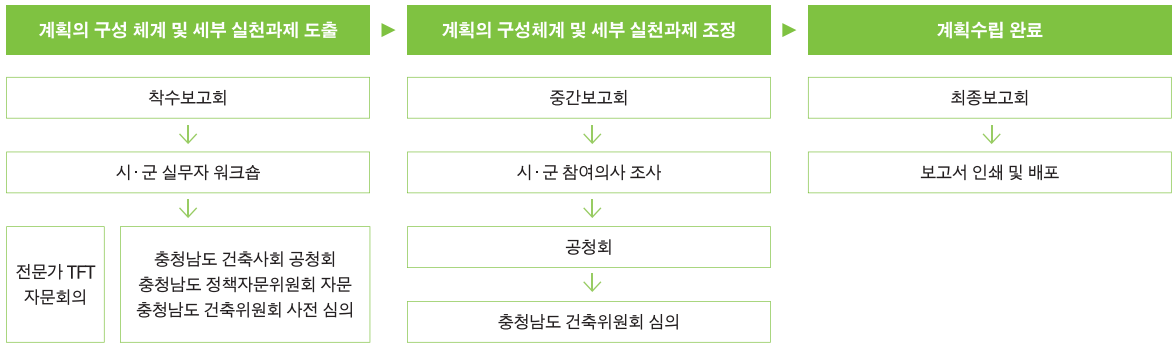 계획의 구성 체계 및 세부 실천과제 도출
착수보고회
시·군 실무자 워크숍
전문가 TFT
자문회의
충청남도 건축사회 공청회
충청남도 정책자문위원회 자문
충청남도 건축위원회 사전 심의
계획의 구성체계 및 세부 실천과제 조정
중간보고회
시·군 참여의사 조사
공청회
충청남도 건축위원회 심의
계획수립 완료
최종보고회
보고서 인쇄 및 배포